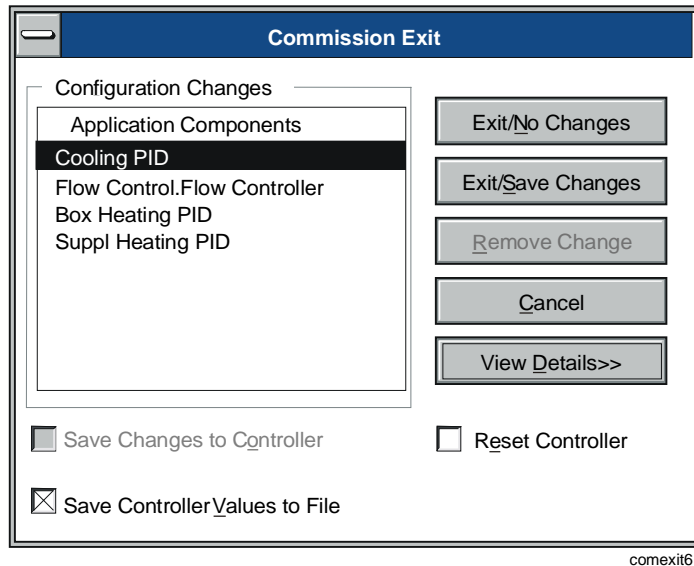 Commission Exit
Configuration Changes
Application Components
Cooling PID
Flow Control.Flow Controller
Box Heating PID
Suppl Heating PID
Exit/No Changes
Exit/Save Changes
Remove Change
Cancel
View Details>>
Save Changes to Controller
Reset Controller
Save Controller Values to File
comexit6